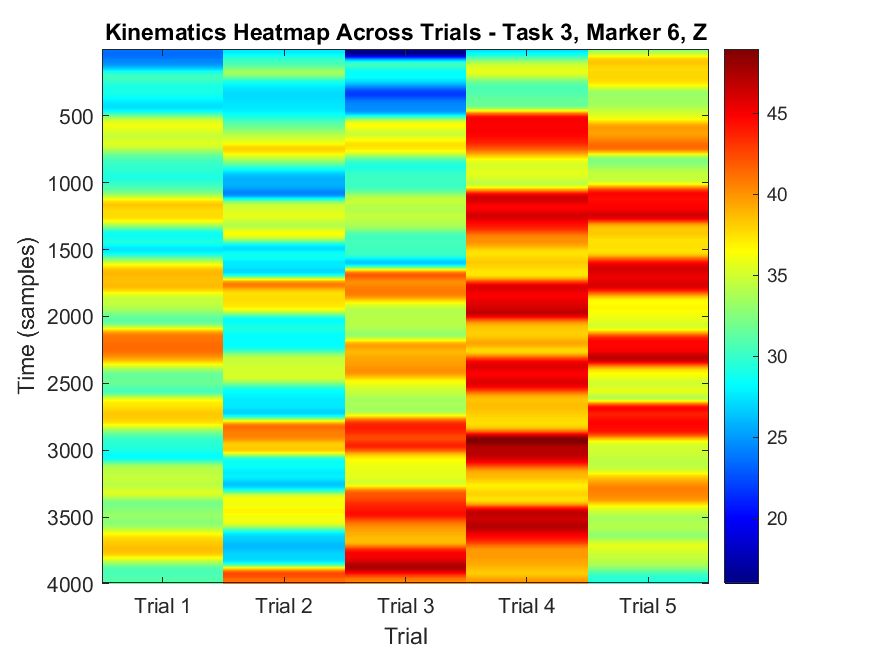 Kinematics Heatmap Across Trials - Task 3, Marker 6, Z
Time (samples)
500
1000
1500
2000
2500
3000
3500
4000
Trial 1
Trial 2
Trial 3
Trial 4
Trial 5
Trial
45
40
35
30
25
20